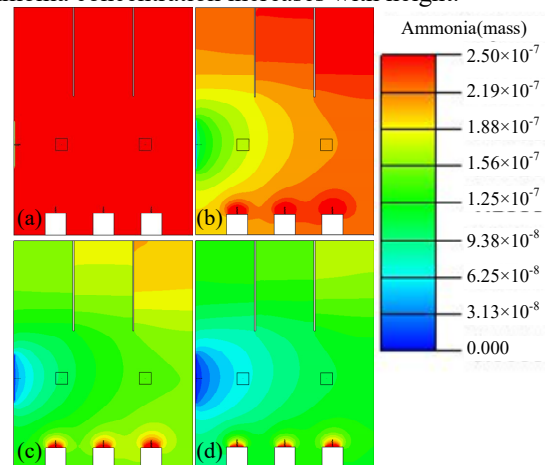 monia concentration increases with height.
Ammonia(mass)
2.50×10⁻⁷
2.19×10⁻⁷
1.88×10⁻⁷
1.56×10⁻⁷
1.25×10⁻⁷
9.38×10⁻⁸
6.25×10⁻⁸
3.13×10⁻⁸
0.000
(a) (b)
(c) (d)